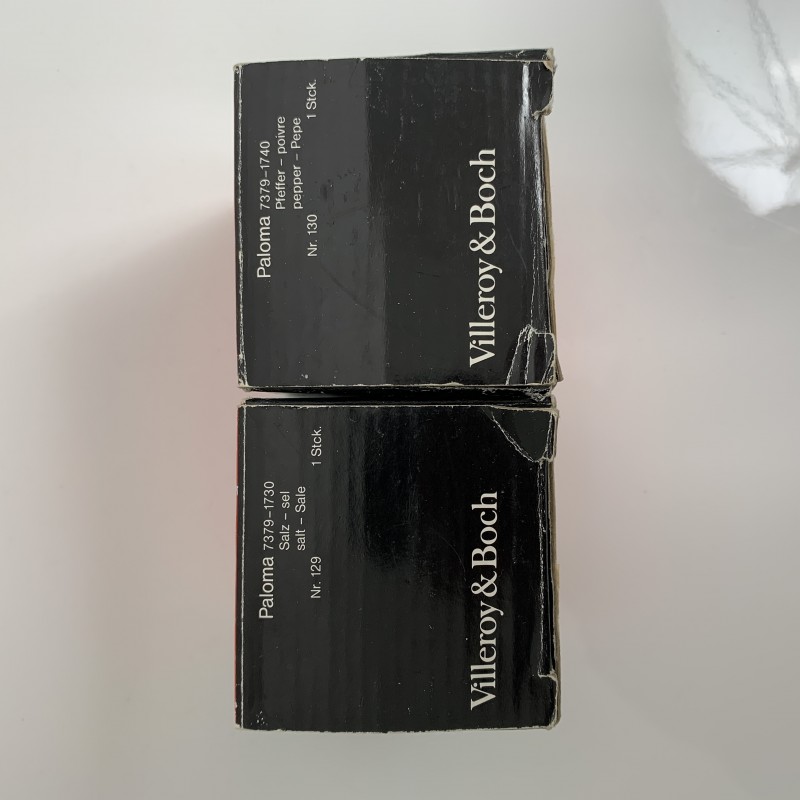 Paloma 7379-1740
Pfeffer - poivre
pepper - Pepe
Nr. 130 1 Stck.
Villeroy & Boch
Paloma 7379-1730
Salz - sel
salt - Sale
Nr. 129 1 Stck.
Villeroy & Boch